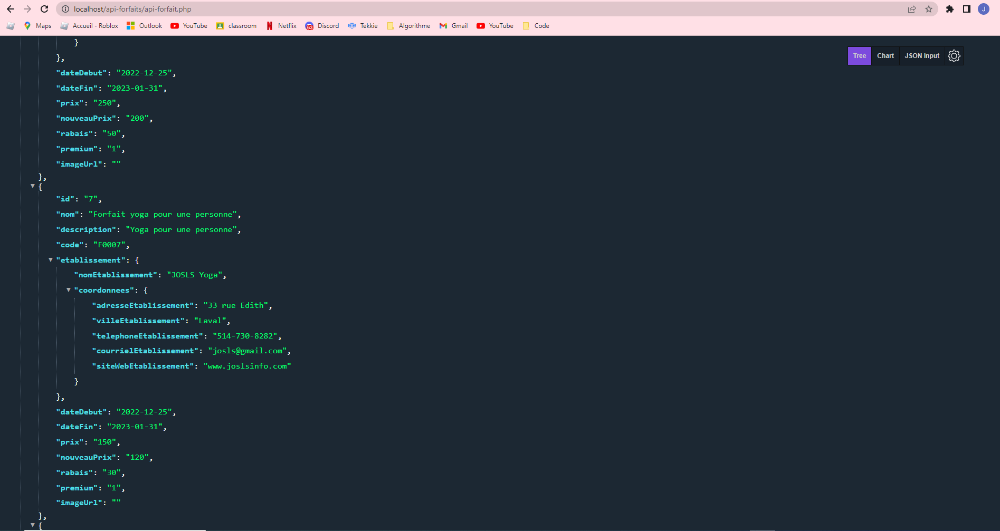 localhost/api-forfaits/api-forfait.php
J
Maps Accueil - Roblox Outlook YouTube classroom Netflix 63 Discord eTe Tekkie Algorithme Gmail YouTube Code
}
},
Tree Chart JSON Input
"dateDebut": "2022-12-25",
"dateFin": "2023-01-31",
"prix": "250",
"nouveauPrix": "200",
"rabais": "50",
"premium": "1",
"imageUrl": ""
},
{
"id": "7",
"nom": "Forfait yoga pour une personne",
"description": "Yoga pour une personne",
"code": "F0007",
"etablissement": {
"nomEtablissement": "JOSLS Yoga",
"coordonnees": {
"adresseEtablissement": "33 rue Edith",
"villeEtablissement": "Laval",
"telephoneEtablissement": "514-730-8282",
"courrielEtablissement": "josls@gmail.com",
"siteWebEtablissement": "www.joslsinfo.com"
}
},
"dateDebut": "2022-12-25",
"dateFin": "2023-01-31",
"prix": "150",
"nouveauPrix": "120",
"rabais": "30",
"premium": "1",
"imageUrl": ""
},
{